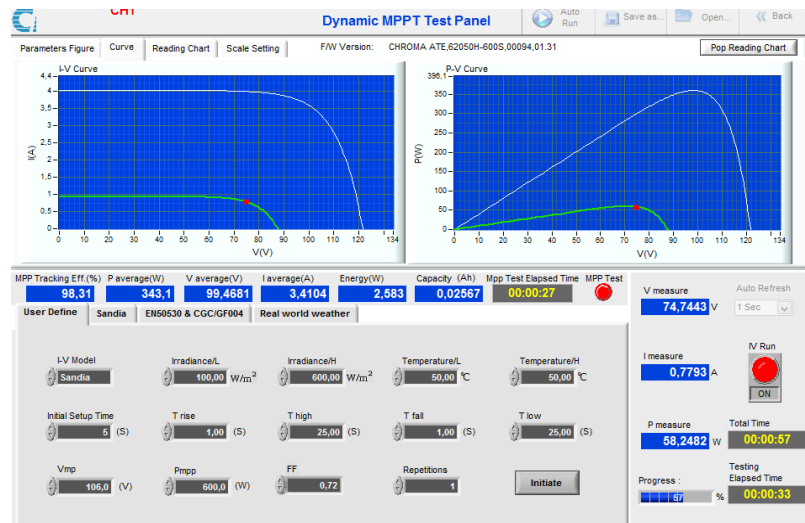 CH1
Dynamic MPPT Test Panel
Auto Run
Save as...
Open...
Back
Parameters Figure Curve Reading Chart Scale Setting
F/W Version: CHROMA ATE,62050H-600S,00094,01.31
Pop Reading Chart
I-V Curve
4,4
4
3,5
3
2,5
2
1,5
1
0,5
0
I(A)
0 10 20 30 40 50 60 70 80 90 100 110 120 134
V(V)
P-V Curve
396,1
350
300
250
200
150
100
50
0
P(W)
0 10 20 30 40 50 60 70 80 90 100 110 120 134
V(V)
MPP Tracking Eff.(%) P average(W) V average(V) I average(A) Energy(W) Capacity (Ah) Mpp Test Elapsed Time MPP Test
98,31 343,1 99,4681 3,4104 2,583 0,02567 00:00:27
User Define Sandia EN50530 & CGC/GF004 Real world weather
I-V Model Irradiance/L Irradiance/H Temperature/L Temperature/H
Sandia 100,00 W/m² 600,00 W/m² 50,00 ℃ 50,00 ℃
Initial Setup Time T rise T high T fall T low
5 (S) 1,00 (S) 25,00 (S) 1,00 (S) 25,00 (S)
Vmp Pmpp FF Repetitions
106,0 (V) 600,0 (W) 0,72 1
Initiate
V measure
74,7443 V
Auto Refresh
1 Sec
I measure
0,7793 A
IV Run
ON
P measure
58,2482 W
Total Time
00:00:57
Progress :
57 %
Testing Elapsed Time
00:00:33